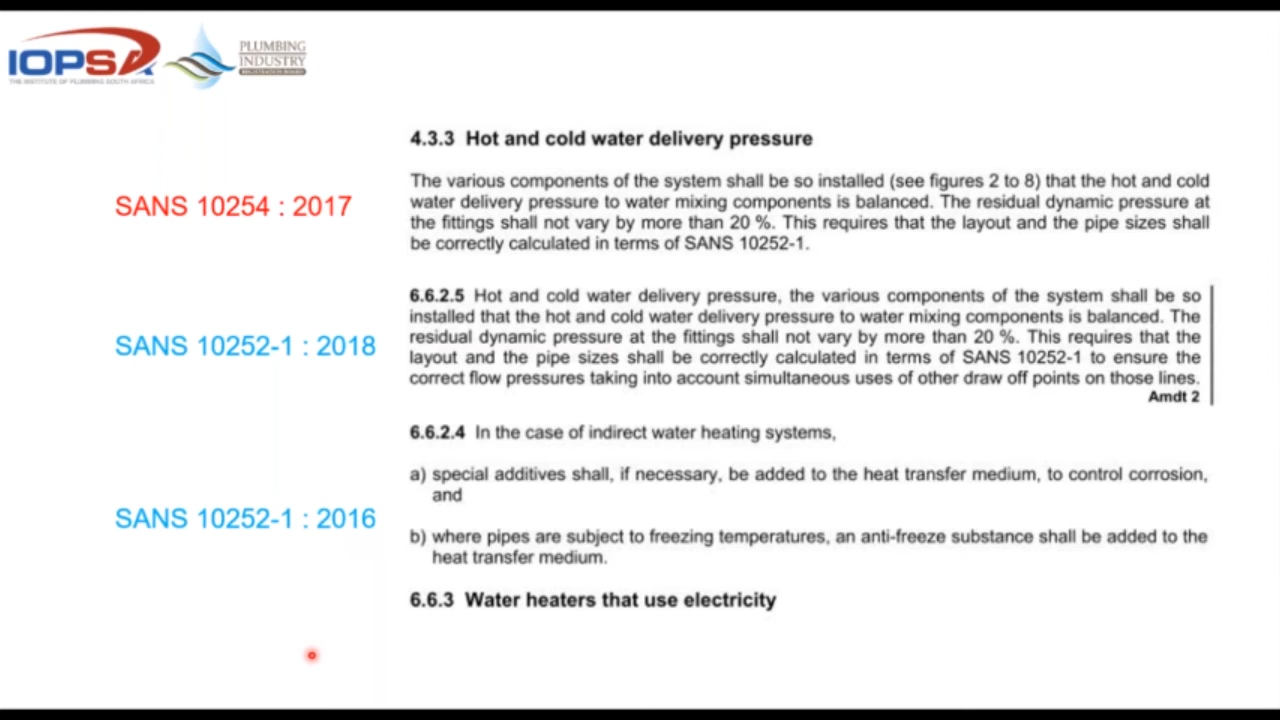 IOPSA
THE INSTITUTE OF PLUMBING SOUTH AFRICA
PLUMBING
INDUSTRY
REGISTRATION BOARD
4.3.3 Hot and cold water delivery pressure
SANS 10254 : 2017
The various components of the system shall be so installed (see figures 2 to 8) that the hot and cold
water delivery pressure to water mixing components is balanced. The residual dynamic pressure at
the fittings shall not vary by more than 20 %. This requires that the layout and the pipe sizes shall
be correctly calculated in terms of SANS 10252-1.
SANS 10252-1 : 2018
6.6.2.5 Hot and cold water delivery pressure, the various components of the system shall be so
installed that the hot and cold water delivery pressure to water mixing components is balanced. The
residual dynamic pressure at the fittings shall not vary by more than 20 %. This requires that the
layout and the pipe sizes shall be correctly calculated in terms of SANS 10252-1 to ensure the
correct flow pressures taking into account simultaneous uses of other draw off points on those lines.
Amdt 2
SANS 10252-1 : 2016
6.6.2.4 In the case of indirect water heating systems,
a) special additives shall, if necessary, be added to the heat transfer medium, to control corrosion,
and
b) where pipes are subject to freezing temperatures, an anti-freeze substance shall be added to the
heat transfer medium.
6.6.3 Water heaters that use electricity